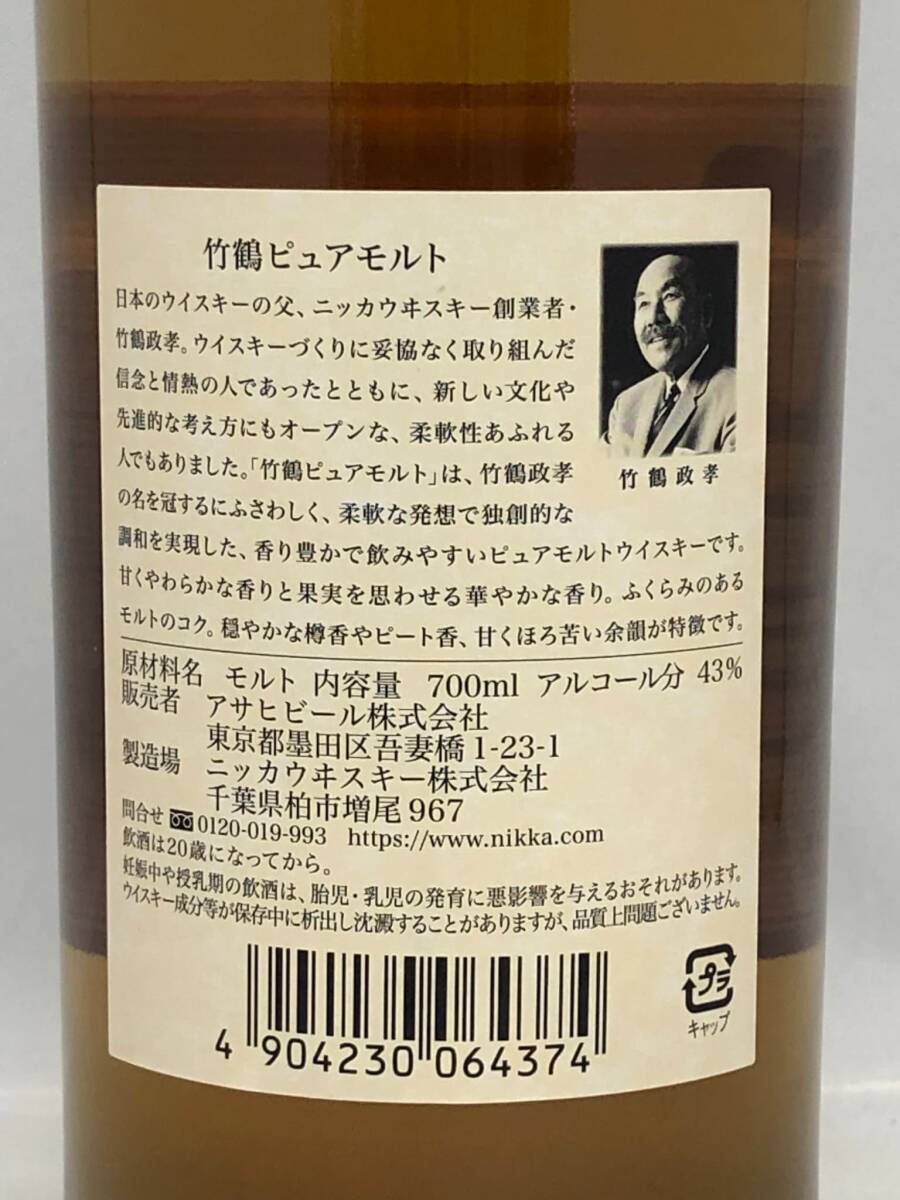 竹鶴ピュアモルト
日本のウイスキーの父、ニッカウヰスキー創業者・
竹鶴政孝。ウイスキーづくりに妥協なく取り組んだ
信念と情熱の人であったとともに、新しい文化や
先進的な考え方にもオープンな、柔軟性あふれる
人でもありました。「竹鶴ピュアモルト」は、竹鶴政孝
の名を冠するにふさわしく、柔軟な発想で独創的な
調和を実現した、香り豊かで飲みやすいピュアモルトウイスキーです。
甘くやわらかな香りと果実を思わせる華やかな香り。ふくらみのある
モルトのコク。穏やかな樽香やピート香、甘くほろ苦い余韻が特徴です。
竹鶴政孝
原材料名 モルト 内容量 700ml アルコール分 43%
販売者 アサヒビール株式会社
東京都墨田区吾妻橋1-23-1
製造場 ニッカウヰスキー株式会社
千葉県柏市増尾967
問合せ 0120-019-993 https://www.nikka.com
飲酒は20歳になってから。
妊娠中や授乳期の飲酒は、胎児・乳児の発育に悪影響を与えるおそれがあります。
ウイスキー成分等が保存中に析出し沈澱することがありますが、品質上問題ございません。
プラ
キャップ
4 904230 064374